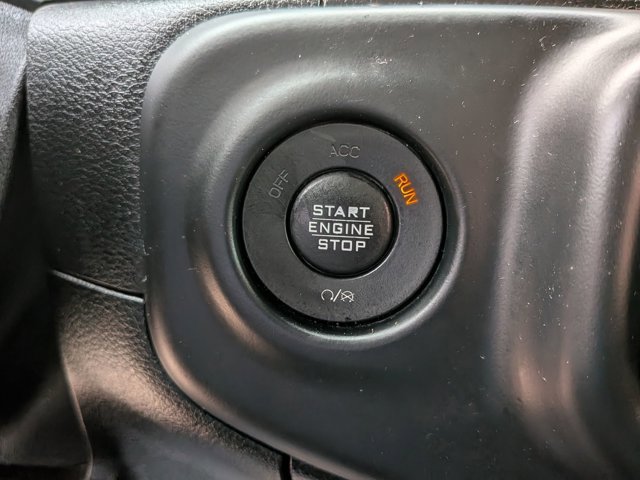 OFF ACC RUN
START
ENGINE
STOP